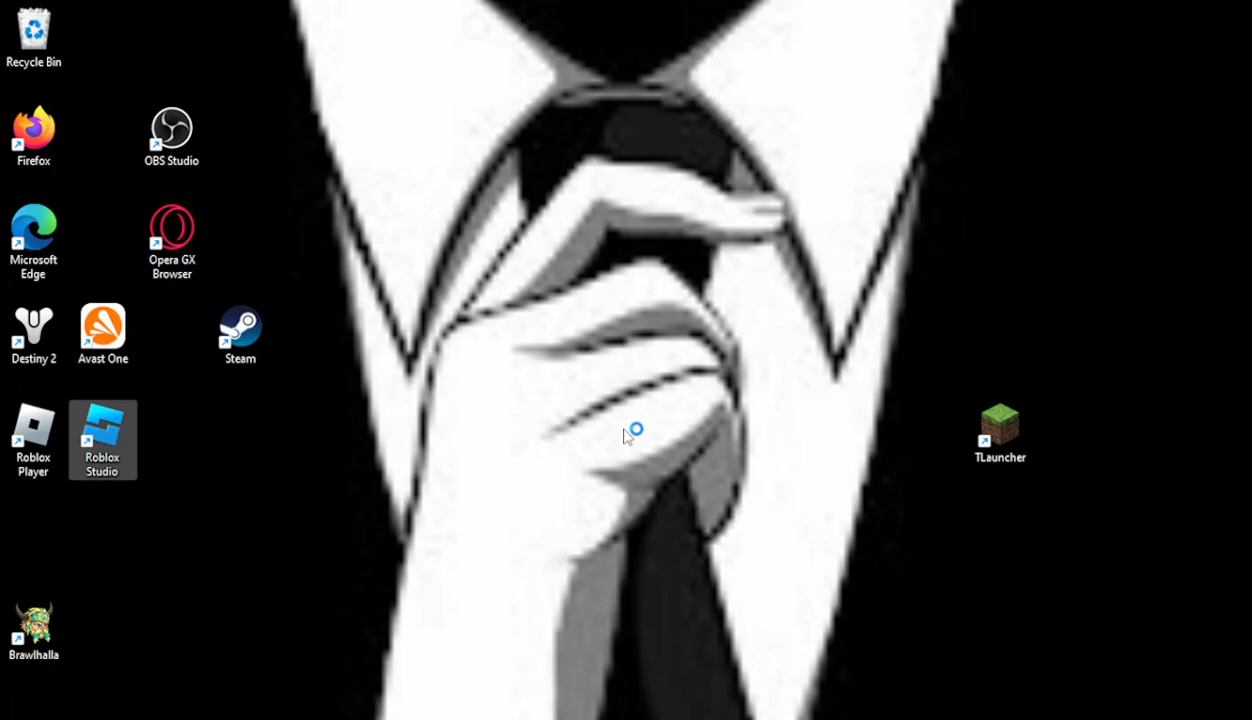 Recycle Bin
Firefox
OBS Studio
Microsoft
Edge
Opera GX
Browser
Destiny 2
Avast One
Steam
Roblox
Player
Roblox
Studio
TLauncher
Brawlhalla